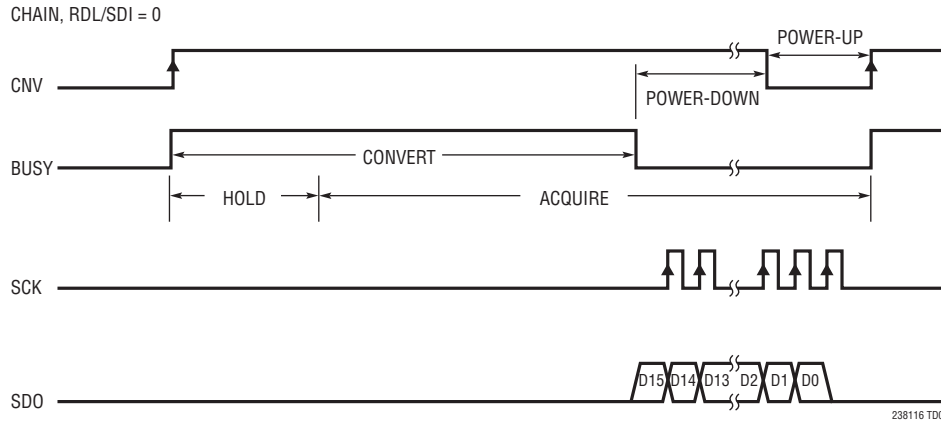 CHAIN, RDL/SDI = 0
POWER-UP
CNV
POWER-DOWN
BUSY
CONVERT
HOLD
ACQUIRE
SCK
SDO
D15 D14 D13 D2 D1 D0
238116 TD0